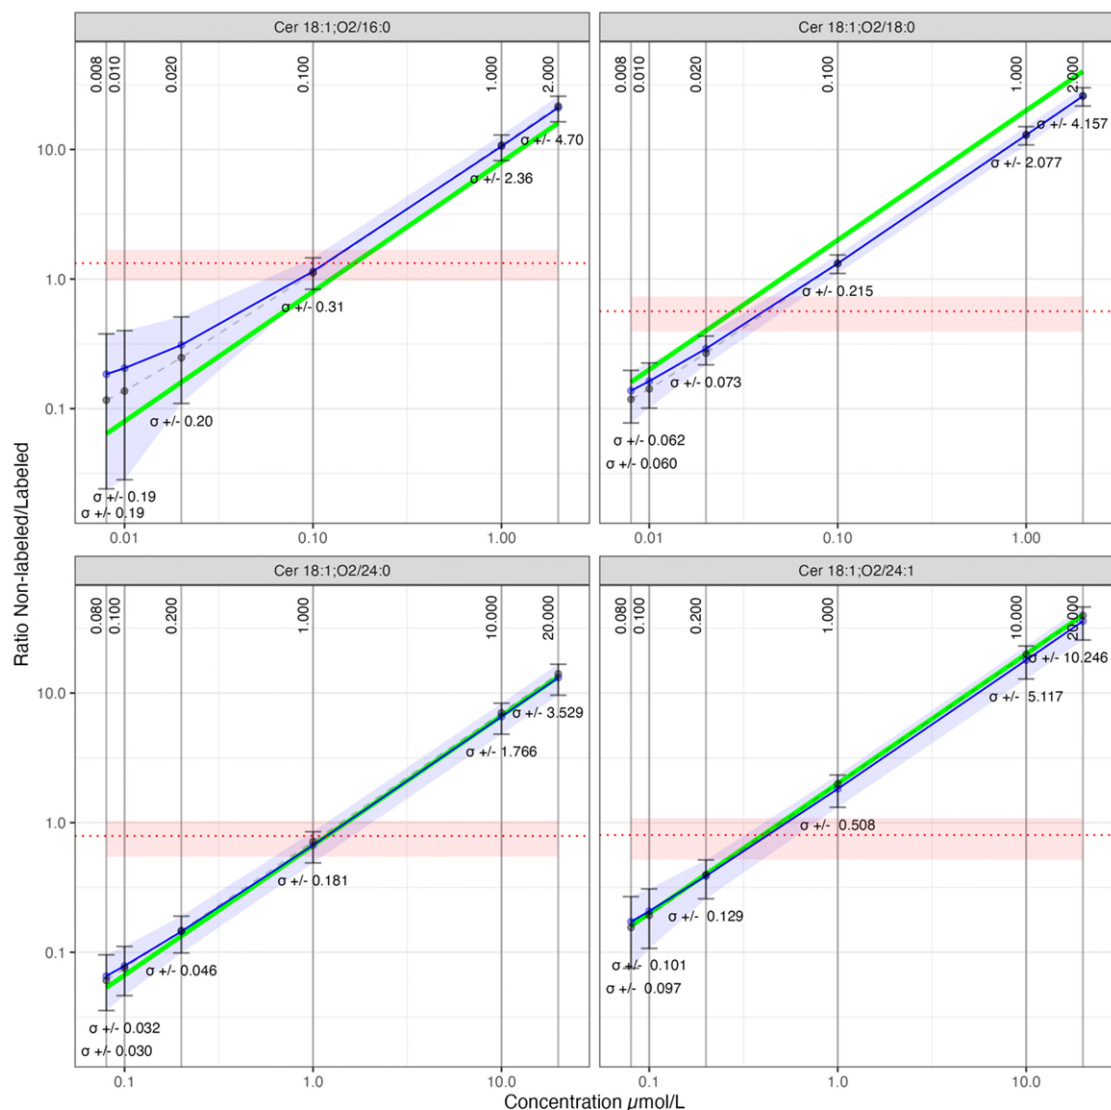 Cer 18:1;O2/16:0
Cer 18:1;O2/18:0
0.008
0.010
0.020
0.100
1.000
2.000
0.008
0.010
0.020
0.100
1.000
2.000
10.0
1.0
0.1
σ +/- 4.70
σ +/- 2.36
σ +/- 0.31
σ +/- 0.20
σ +/- 0.19
σ +/- 0.19
σ +/- 4.157
σ +/- 2.077
σ +/- 0.215
σ +/- 0.073
σ +/- 0.062
σ +/- 0.060
0.01
0.10
1.00
0.01
0.10
1.00
Ratio Non-labeled/Labeled
Cer 18:1;O2/24:0
Cer 18:1;O2/24:1
0.080
0.100
0.200
1.000
10.000
20.000
0.080
0.100
0.200
1.000
10.000
20.000
10.0
1.0
0.1
σ +/- 3.529
σ +/- 1.766
σ +/- 0.181
σ +/- 0.046
σ +/- 0.032
σ +/- 0.030
σ +/- 10.246
σ +/- 5.117
σ +/- 0.508
σ +/- 0.129
σ +/- 0.101
σ +/- 0.097
0.1
1.0
10.0
0.1
1.0
10.0
Concentration µmol/L